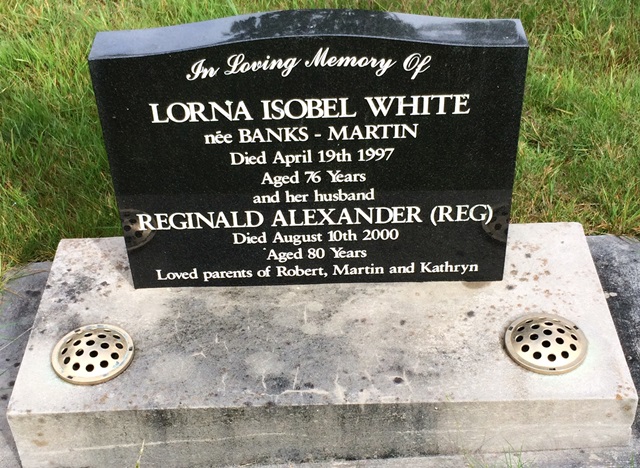 In Loving Memory Of
LORNA ISOBEL WHITE
née BANKS - MARTIN
Died April 19th 1997
Aged 76 Years
and her husband
REGINALD ALEXANDER (REG)
Died August 10th 2000
Aged 80 Years
Loved parents of Robert, Martin and Kathryn